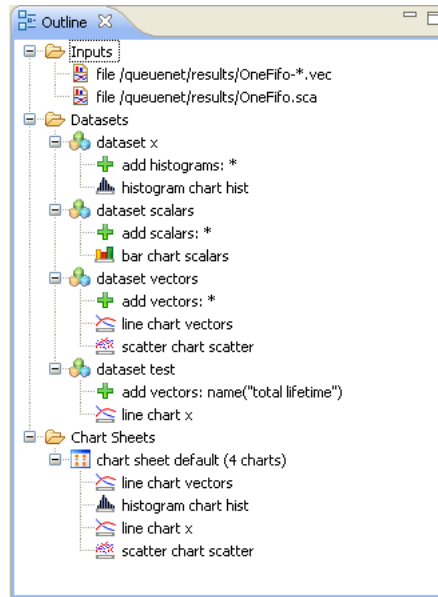 Outline
Inputs
file /queuenet/results/OneFifo-*.vec
file /queuenet/results/OneFifo.sca
Datasets
dataset x
add histograms: *
histogram chart hist
dataset scalars
add scalars: *
bar chart scalars
dataset vectors
add vectors: *
line chart vectors
scatter chart scatter
dataset test
add vectors: name("total lifetime")
line chart x
Chart Sheets
chart sheet default (4 charts)
line chart vectors
histogram chart hist
line chart x
scatter chart scatter